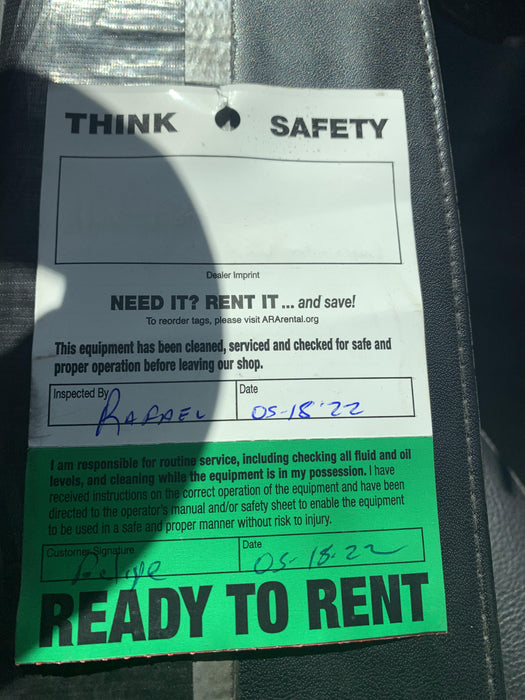 THINK SAFETY
Dealer Imprint
NEED IT? RENT IT ... and save!
To reorder tags, please visit ARArental.org
This equipment has been cleaned, serviced and checked for safe and
proper operation before leaving our shop.
Inspected By Rafael Date 05-18-22
I am responsible for routine service, including checking all fluid and oil
levels, and cleaning while the equipment is in my possession. I have
received instructions on the correct operation of the equipment and have been
directed to the operator's manual and/or safety sheet to enable the equipment
to be used in a safe and proper manner without risk to injury.
Customer Signature Felipe Date 05-18-22
READY TO RENT